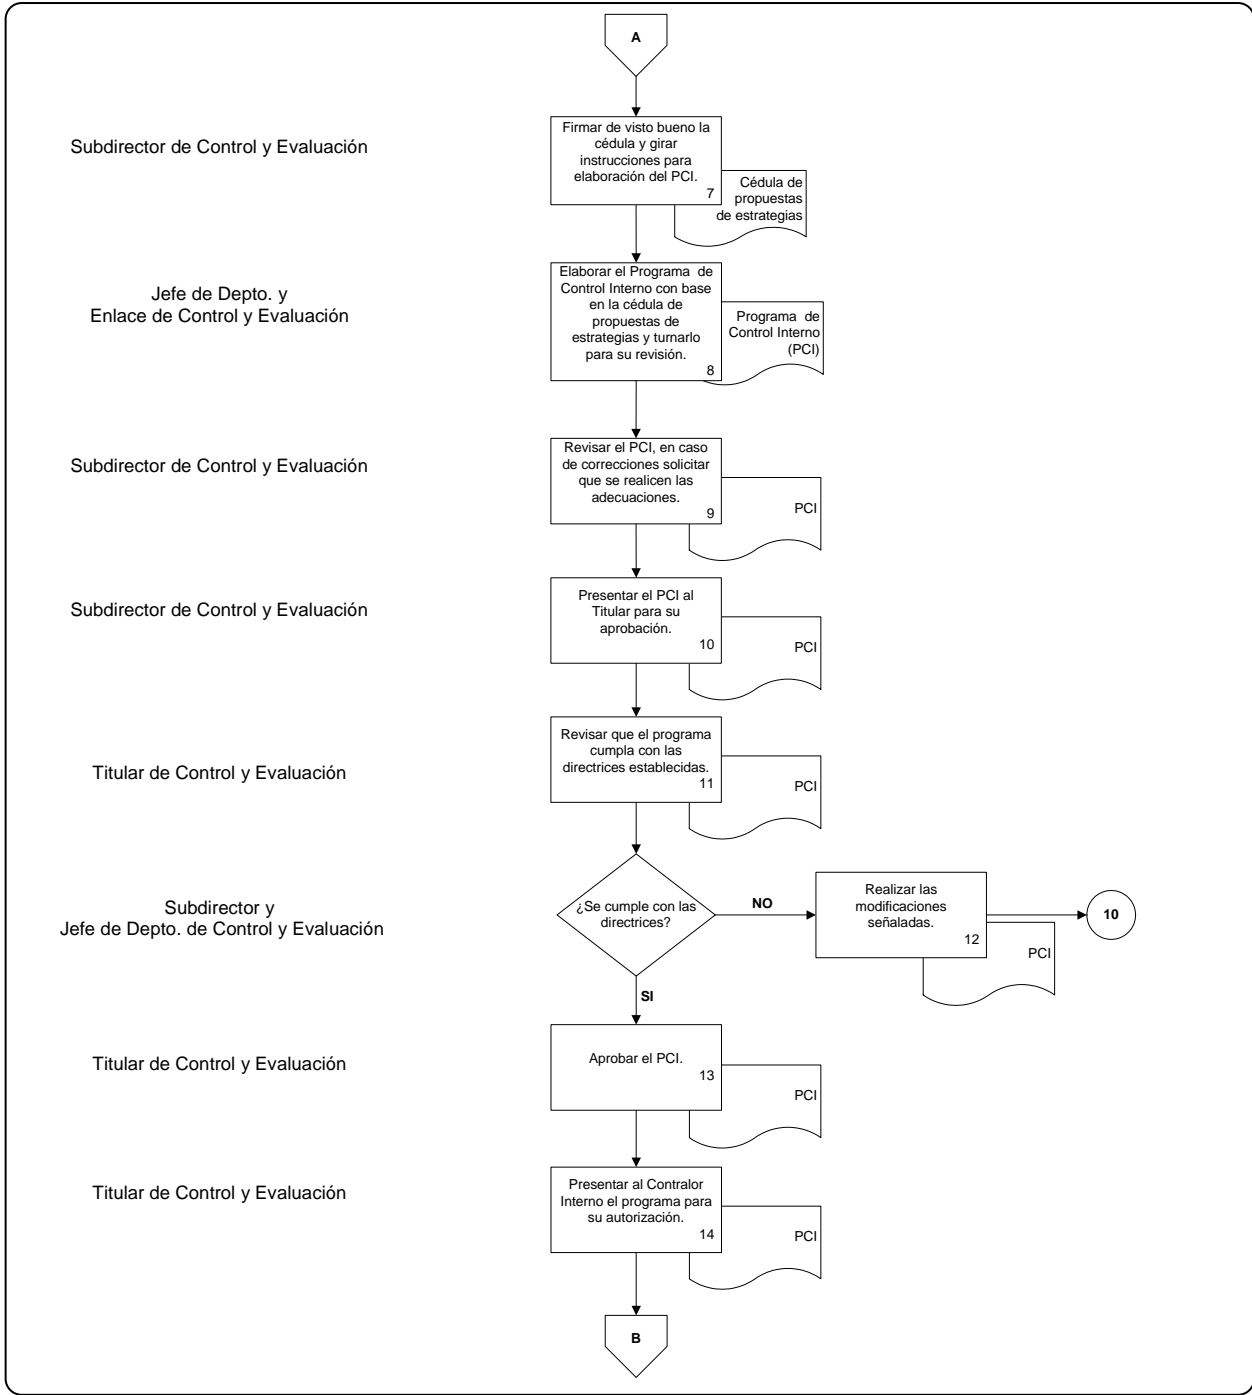 A
Subdirector de Control y Evaluación
Firmar de visto bueno la
cédula y girar
instrucciones para
elaboración del PCI.
7
Cédula de
propuestas
de estrategias
Jefe de Depto. y
Enlace de Control y Evaluación
Elaborar el Programa de
Control Interno con base
en la cédula de
propuestas de
estrategias y turnarlo
para su revisión.
8
Programa de
Control Interno
(PCI)
Subdirector de Control y Evaluación
Revisar el PCI, en caso
de correcciones solicitar
que se realicen las
adecuaciones.
9
PCI
Subdirector de Control y Evaluación
Presentar el PCI al
Titular para su
aprobación.
10
PCI
Titular de Control y Evaluación
Revisar que el programa
cumpla con las
directrices establecidas.
11
PCI
Subdirector y
Jefe de Depto. de Control y Evaluación
¿Se cumple con las
directrices?
NO
Realizar las
modificaciones
señaladas.
12
PCI
10
SI
Titular de Control y Evaluación
Aprobar el PCI.
13
PCI
Titular de Control y Evaluación
Presentar al Contralor
Interno el programa para
su autorización.
14
PCI
B